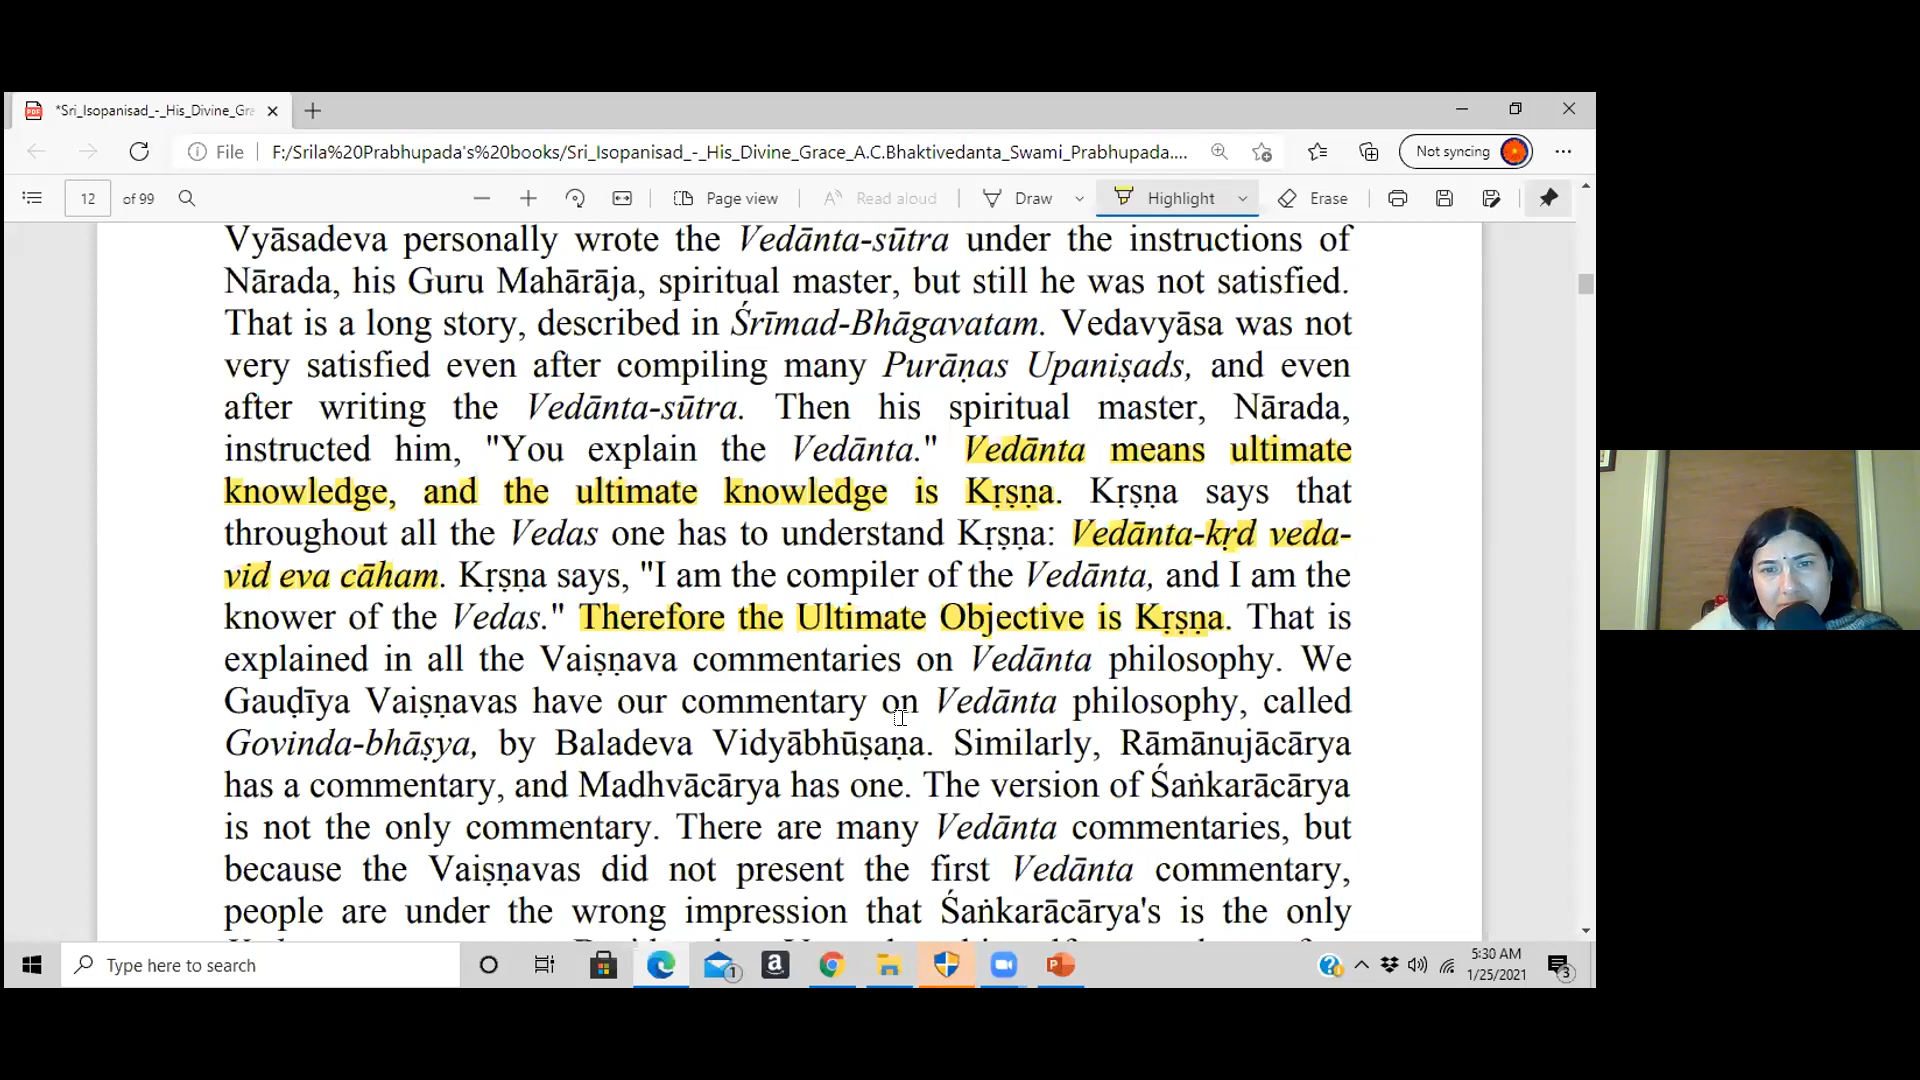 *Sri_Isopanisad_-_His_Divine_Gra
File F:/Srila%20Prabhupada's%20books/Sri_Isopanisad_-_His_Divine_Grace_A.C.Bhaktivedanta_Swami_Prabhupada.... Not syncing
12 of 99 Page view Read aloud Draw Highlight Erase
Vyāsadeva personally wrote the Vedānta-sūtra under the instructions of
Nārada, his Guru Mahārāja, spiritual master, but still he was not satisfied.
That is a long story, described in Śrīmad-Bhāgavatam. Vedavyāsa was not
very satisfied even after compiling many Purāṇas Upaniṣads, and even
after writing the Vedānta-sūtra. Then his spiritual master, Nārada,
instructed him, "You explain the Vedānta." Vedānta means ultimate
knowledge, and the ultimate knowledge is Kṛṣṇa. Kṛṣṇa says that
throughout all the Vedas one has to understand Kṛṣṇa: Vedānta-kṛd veda-
vid eva cāham. Kṛṣṇa says, "I am the compiler of the Vedānta, and I am the
knower of the Vedas." Therefore the Ultimate Objective is Kṛṣṇa. That is
explained in all the Vaiṣṇava commentaries on Vedānta philosophy. We
Gauḍīya Vaiṣṇavas have our commentary on Vedānta philosophy, called
Govinda-bhāṣya, by Baladeva Vidyābhūṣaṇa. Similarly, Rāmānujācārya
has a commentary, and Madhvācārya has one. The version of Śaṅkarācārya
is not the only commentary. There are many Vedānta commentaries, but
because the Vaiṣṇavas did not present the first Vedānta commentary,
people are under the wrong impression that Śaṅkarācārya's is the only
Type here to search
5:30 AM
1/25/2021